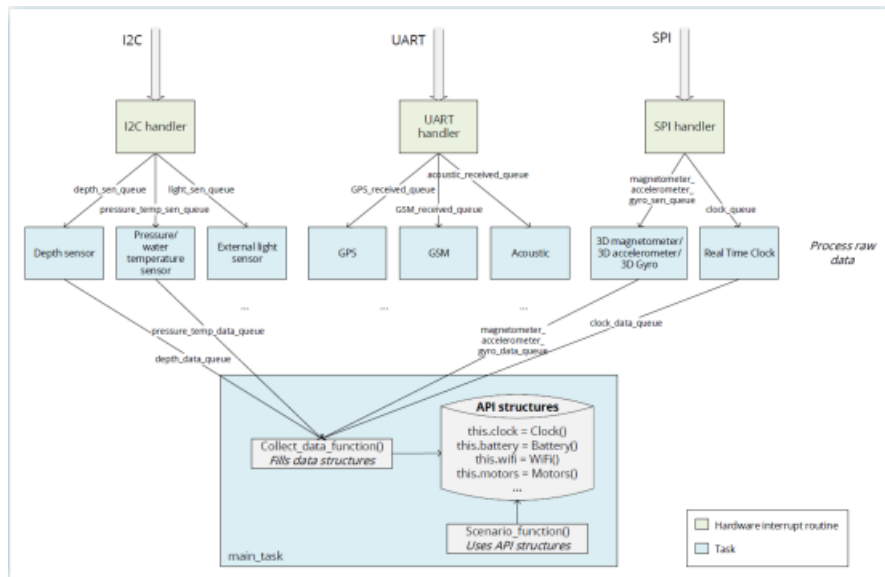 I2C
UART
SPI
I2C handler
UART
handler
SPI handler
depth_sen_queue
light_sen_queue
pressure_temp_sen_queue
GPS_received_queue
acoustic_received_queue
GSM_received_queue
magnetometer_
accelerometer_
gyro_sen_queue
clock_queue
Depth sensor
Pressure/
water
temperature
sensor
External light
sensor
GPS
GSM
Acoustic
3D magnetometer/
3D accelerometer/
3D Gyro
Real Time Clock
Process raw
data
...
...
...
pressure_temp_data_queue
depth_data_queue
magnetometer_
accelerometer_
gyro_data_queue
clock_data_queue
API structures
this.clock = Clock()
this.battery = Battery()
this.wifi = WiFi()
this.motors = Motors()
...
Collect_data_function()
Fills data structures
Scenario_function()
Uses API structures
main_task
Hardware interrupt routine
Task